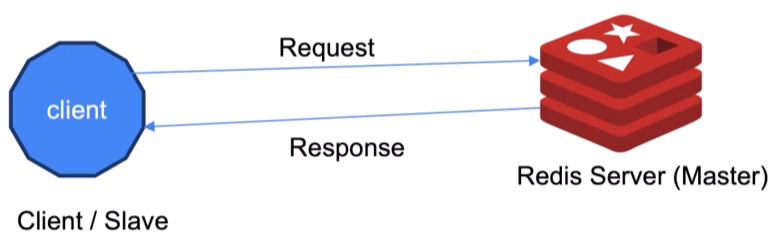 Request
client
Response
Redis Server (Master)
Client / Slave